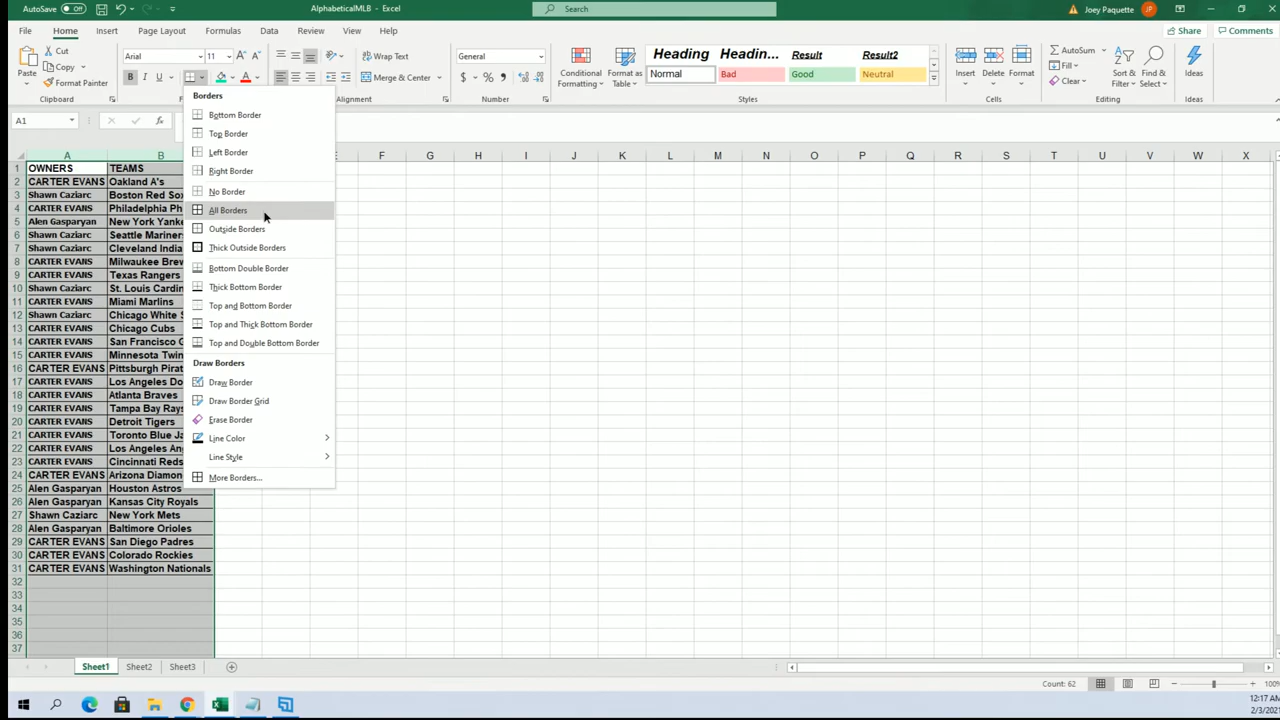 AutoSave Off AlphabeticalMLB - Excel Search Joey Paquette JP
File Home Insert Page Layout Formulas Data Review View Help Share Comments
Paste Cut Copy Format Painter Clipboard
Arial 11 B I U
Wrap Text Merge & Center Alignment
General $ % Number
Conditional Formatting Format as Table Heading Headin... Result Result2
Normal Bad Good Neutral Styles
Insert Delete Format Cells
AutoSum Fill Clear Sort & Filter Find & Select Editing
Ideas Ideas
A1 fx
Borders
Bottom Border
Top Border
Left Border
Right Border
No Border
All Borders
Outside Borders
Thick Outside Borders
Bottom Double Border
Thick Bottom Border
Top and Bottom Border
Top and Thick Bottom Border
Top and Double Bottom Border
Draw Borders
Draw Border
Draw Border Grid
Erase Border
Line Color
Line Style
More Borders...
A B E F G H I J K L M N O P Q R S T U V W X
1 OWNERS TEAMS
2 CARTER EVANS Oakland A's
3 Shawn Caziarc Boston Red Sox
4 CARTER EVANS Philadelphia Ph
5 Alen Gasparyan New York Yanke
6 Shawn Caziarc Seattle Mariner
7 Shawn Caziarc Cleveland India
8 CARTER EVANS Milwaukee Brew
9 CARTER EVANS Texas Rangers
10 Shawn Caziarc St. Louis Cardin
11 CARTER EVANS Miami Marlins
12 Shawn Caziarc Chicago White S
13 CARTER EVANS Chicago Cubs
14 CARTER EVANS San Francisco G
15 CARTER EVANS Minnesota Twin
16 CARTER EVANS Pittsburgh Pirat
17 CARTER EVANS Los Angeles Do
18 CARTER EVANS Atlanta Braves
19 CARTER EVANS Tampa Bay Rays
20 CARTER EVANS Detroit Tigers
21 CARTER EVANS Toronto Blue Ja
22 CARTER EVANS Los Angeles An
23 CARTER EVANS Cincinnati Reds
24 CARTER EVANS Arizona Diamon
25 Alen Gasparyan Houston Astros
26 Alen Gasparyan Kansas City Royals
27 Shawn Caziarc New York Mets
28 Alen Gasparyan Baltimore Orioles
29 CARTER EVANS San Diego Padres
30 CARTER EVANS Colorado Rockies
31 CARTER EVANS Washington Nationals
32
33
34
35
36
37
Sheet1 Sheet2 Sheet3
Count: 62 100%
12:17 AM
2/3/2021